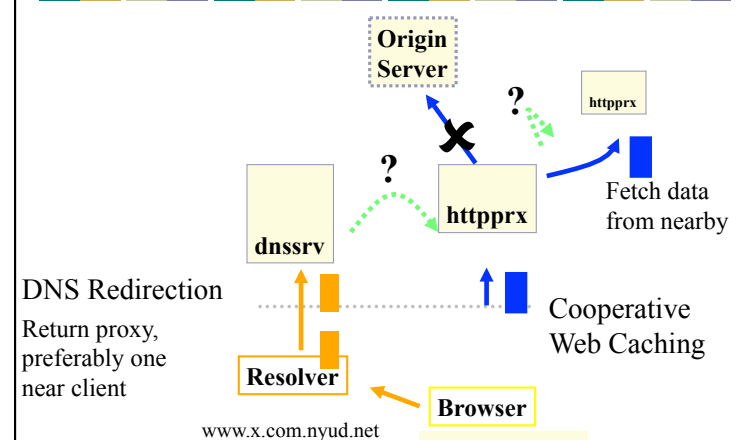 Origin
Server
?
httpprx
?
httpprx
Fetch data
from nearby
dnssrv
DNS Redirection
Return proxy,
preferably one
near client
Cooperative
Web Caching
Resolver
Browser
www.x.com.nyud.net